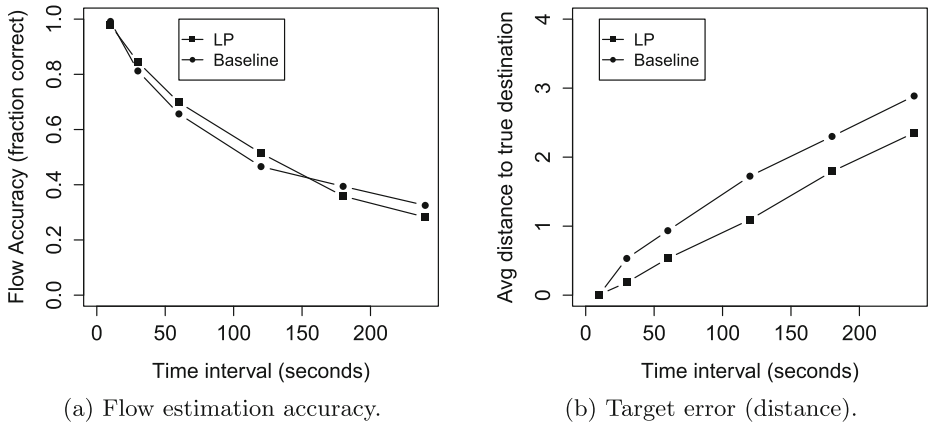 Flow Accuracy (fraction correct)
1.0
0.8
0.6
0.4
0.2
0.0
LP
Baseline
0 50 100 150 200
Time interval (seconds)
(a) Flow estimation accuracy.
Avg distance to true destination
4
3
2
1
0
LP
Baseline
0 50 100 150 200
Time interval (seconds)
(b) Target error (distance).